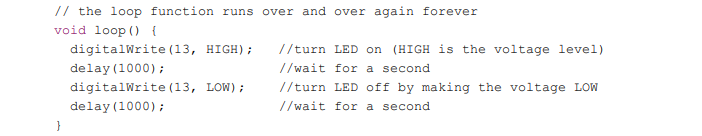 // the loop function runs over and over again forever
void loop() {
  digitalWrite(13, HIGH);   //turn LED on (HIGH is the voltage level)
  delay(1000);              //wait for a second
  digitalWrite(13, LOW);    //turn LED off by making the voltage LOW
  delay(1000);              //wait for a second
}